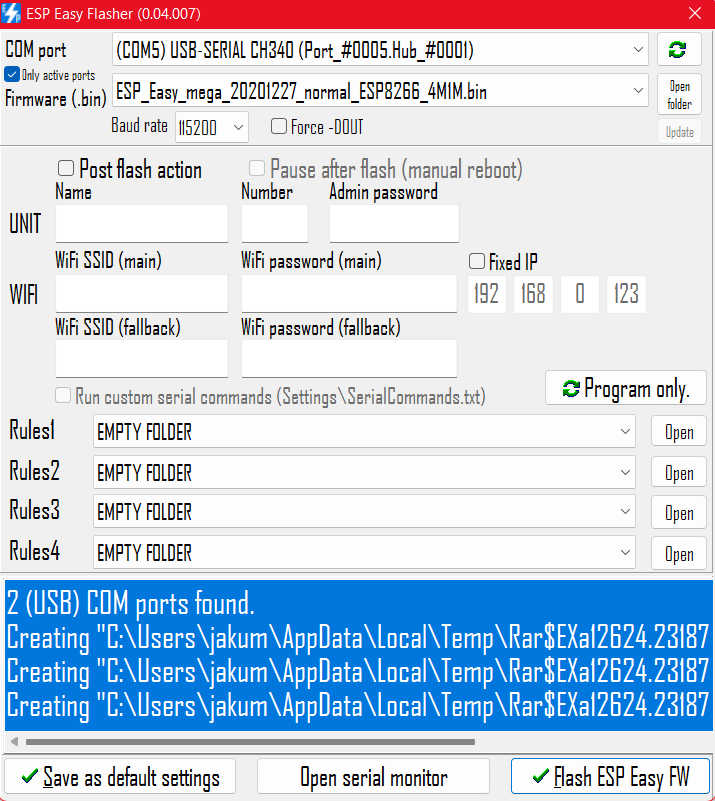 ESP Easy Flasher (0.04.007)
COM port
(COM5) USB-SERIAL CH340 (Port_#0005.Hub_#0001)
Only active ports
Firmware (.bin)
ESP_Easy_mega_20201227_normal_ESP8266_4M1M.bin
Open folder
Baud rate
115200
Force -DOUT
Update
Post flash action
Pause after flash (manual reboot)
Name
Number
Admin password
UNIT
WiFi SSID (main)
WiFi password (main)
Fixed IP
WIFI
192 168 0 123
WiFi SSID (fallback)
WiFi password (fallback)
Run custom serial commands (Settings\SerialCommands.txt)
Program only.
Rules1 EMPTY FOLDER Open
Rules2 EMPTY FOLDER Open
Rules3 EMPTY FOLDER Open
Rules4 EMPTY FOLDER Open
2 (USB) COM ports found.
Creating "C:\Users\jakum\AppData\Local\Temp\Rar$EXa12624.23187
Creating "C:\Users\jakum\AppData\Local\Temp\Rar$EXa12624.23187
Creating "C:\Users\jakum\AppData\Local\Temp\Rar$EXa12624.23187
Save as default settings
Open serial monitor
Flash ESP Easy FW